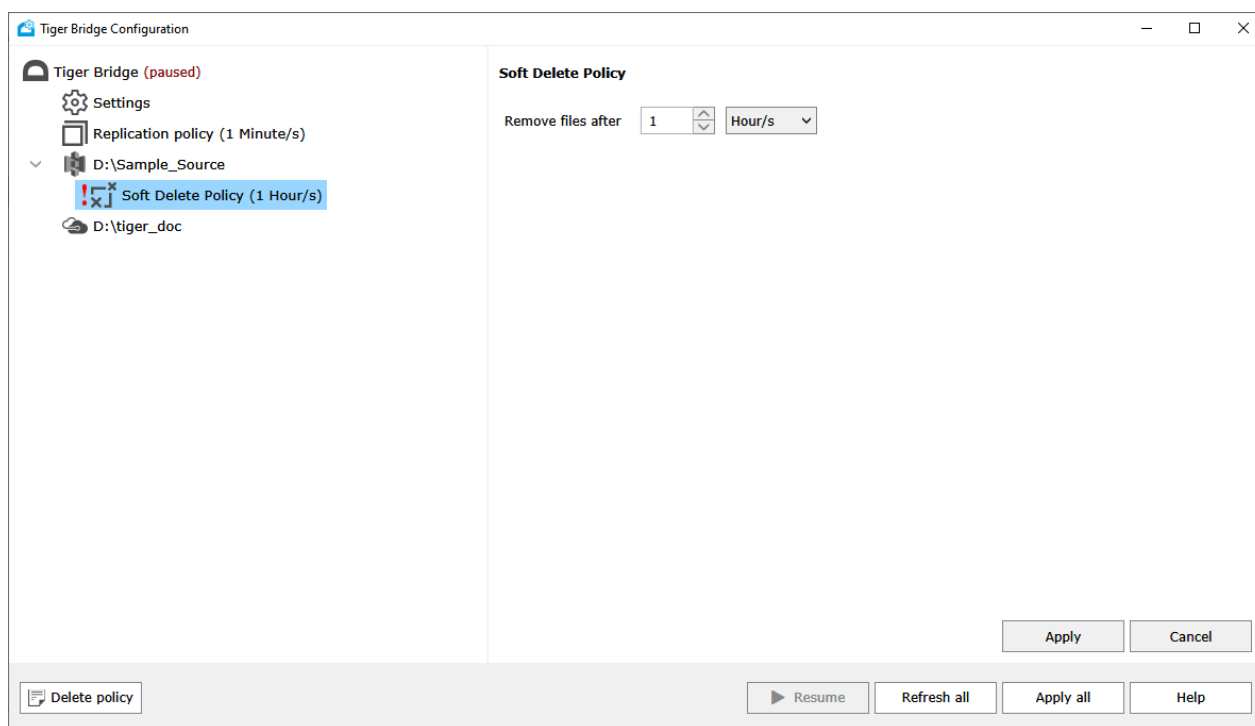 Tiger Bridge Configuration
Tiger Bridge (paused)
Settings
Replication policy (1 Minute/s)
D:\Sample_Source
Soft Delete Policy (1 Hour/s)
D:\tiger_doc
Soft Delete Policy
Remove files after 1 Hour/s
Apply Cancel
Delete policy Resume Refresh all Apply all Help